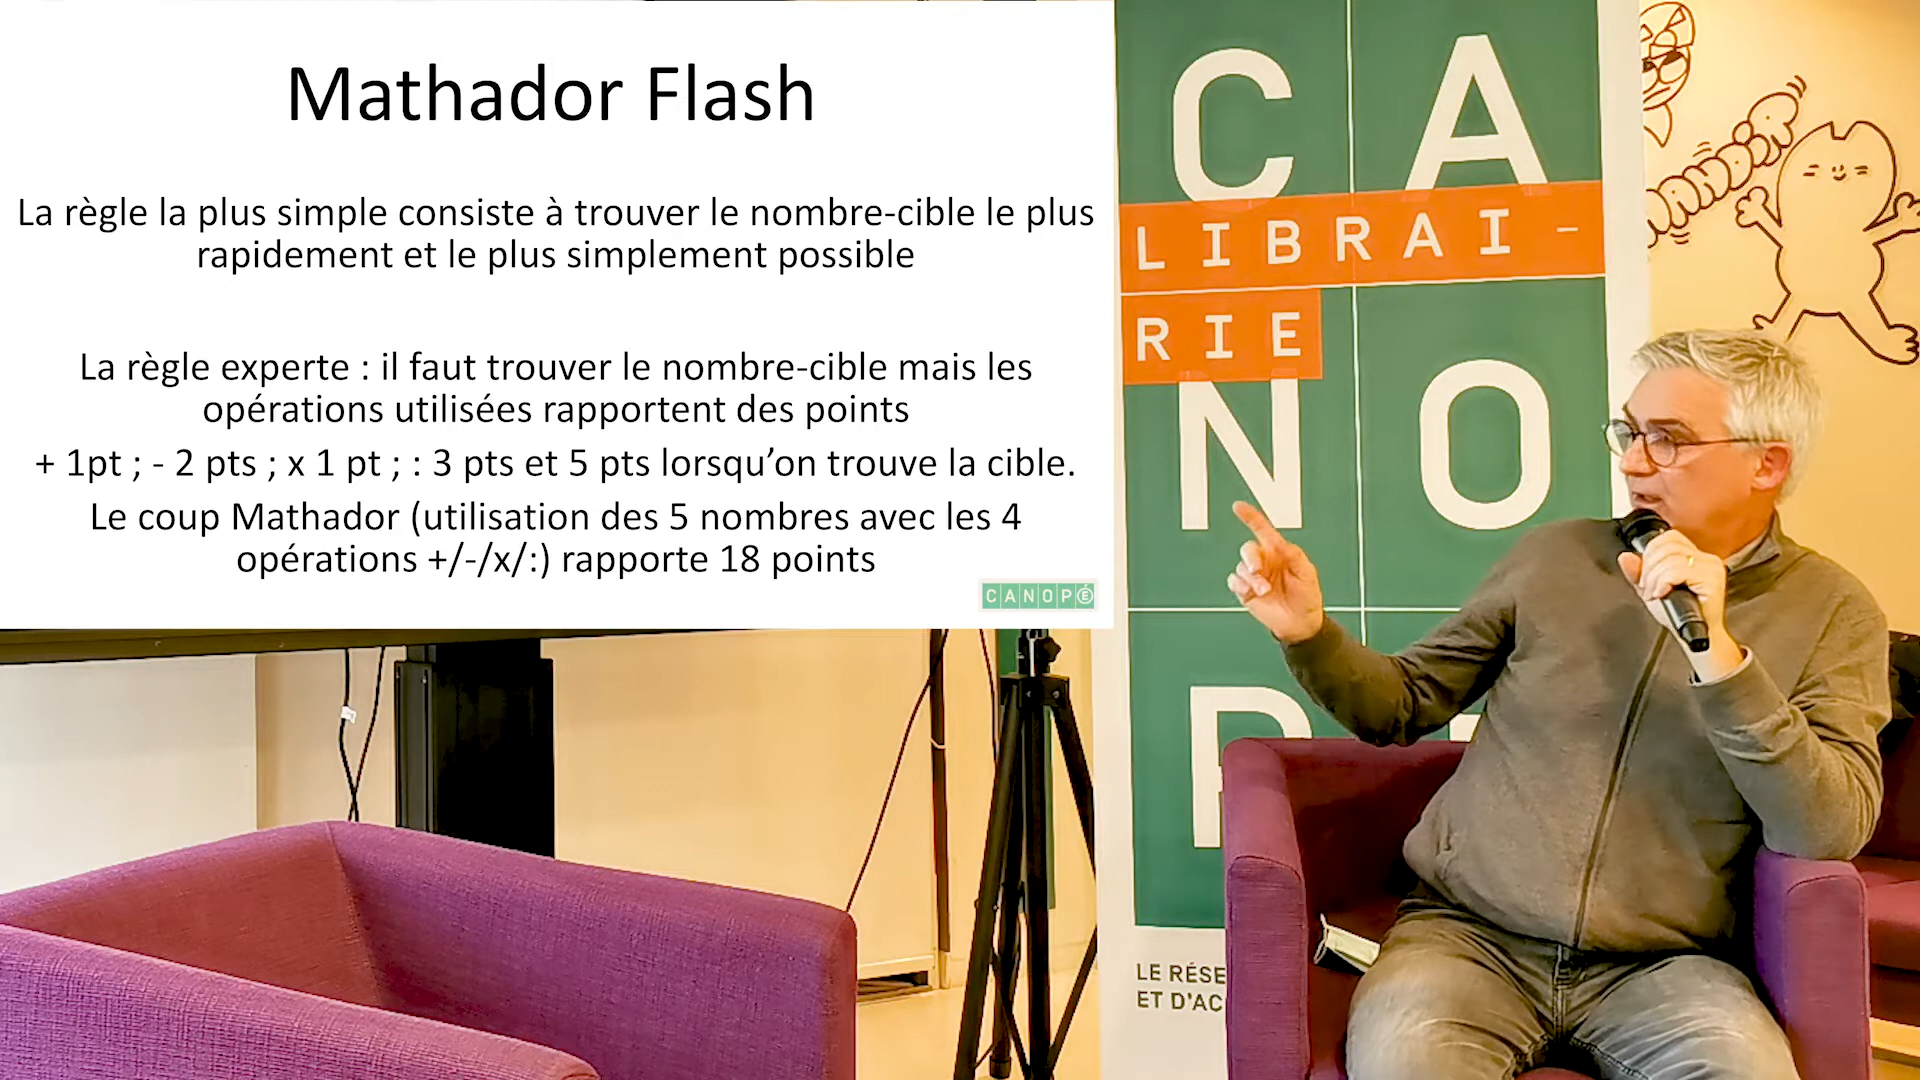 Mathador Flash
La règle la plus simple consiste à trouver le nombre-cible le plus
rapidement et le plus simplement possible
La règle experte : il faut trouver le nombre-cible mais les
opérations utilisées rapportent des points
+ 1pt ; - 2 pts ; x 1 pt ; : 3 pts et 5 pts lorsqu’on trouve la cible.
Le coup Mathador (utilisation des 5 nombres avec les 4
opérations +/-/x/:) rapporte 18 points
CANOPÉ
CA
LIBRAI-
RIE
NO
P
LE RÉSE
ET D'AC